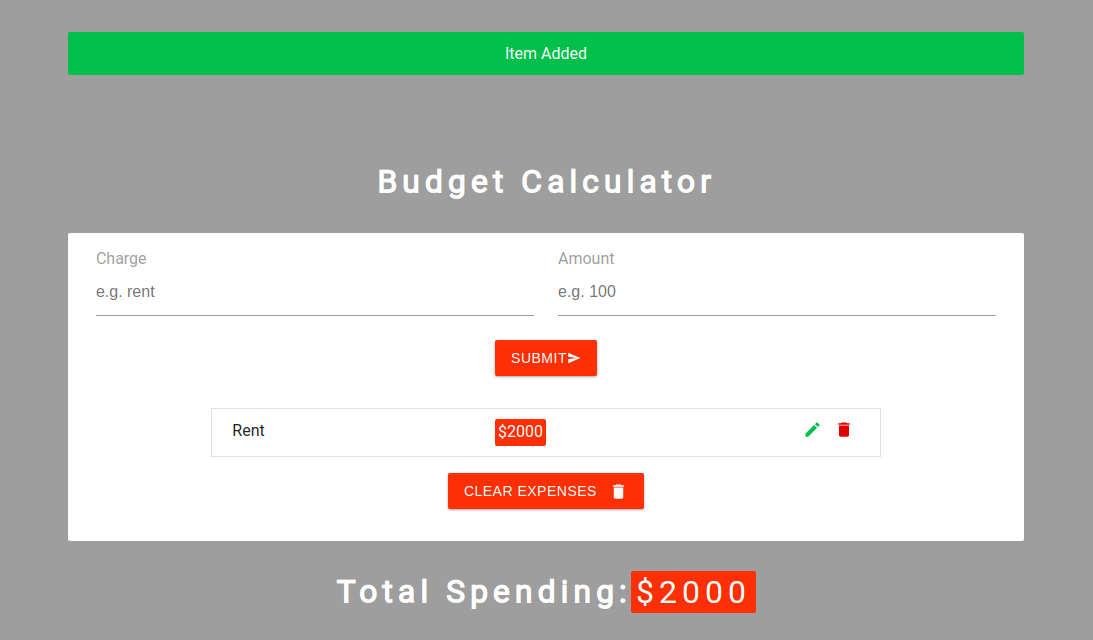 Item Added
Budget Calculator
Charge Amount
e.g. rent e.g. 100
SUBMIT
Rent $2000
CLEAR EXPENSES
Total Spending: $2000